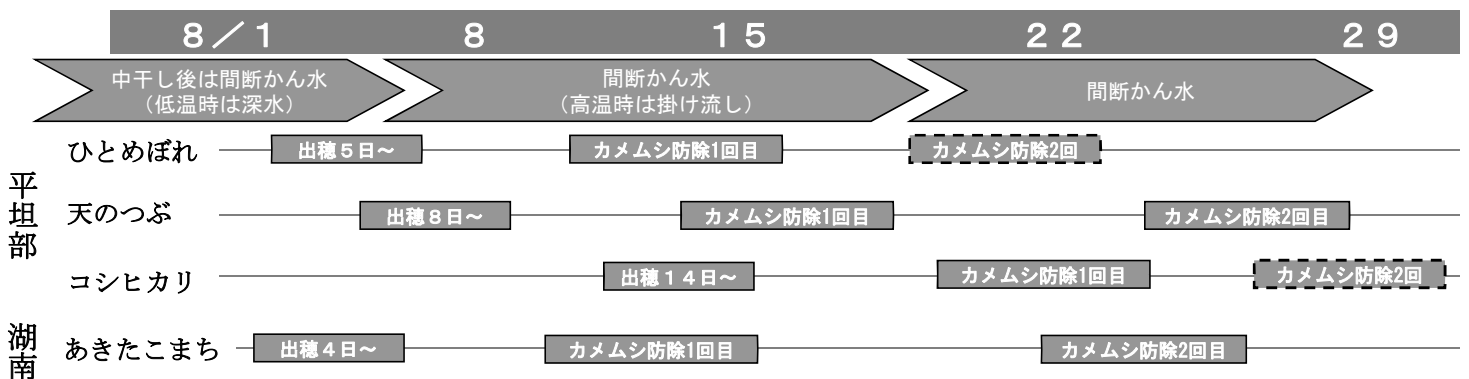 8／1 8 15 22 29
中干し後は間断かん水
（低温時は深水）
間断かん水
（高温時は掛け流し）
間断かん水
平坦部
ひとめぼれ 出穂5日～ カメムシ防除1回目 カメムシ防除2回
天のつぶ 出穂8日～ カメムシ防除1回目 カメムシ防除2回目
コシヒカリ 出穂14日～ カメムシ防除1回目 カメムシ防除2回
湖南
あきたこまち 出穂4日～ カメムシ防除1回目 カメムシ防除2回目